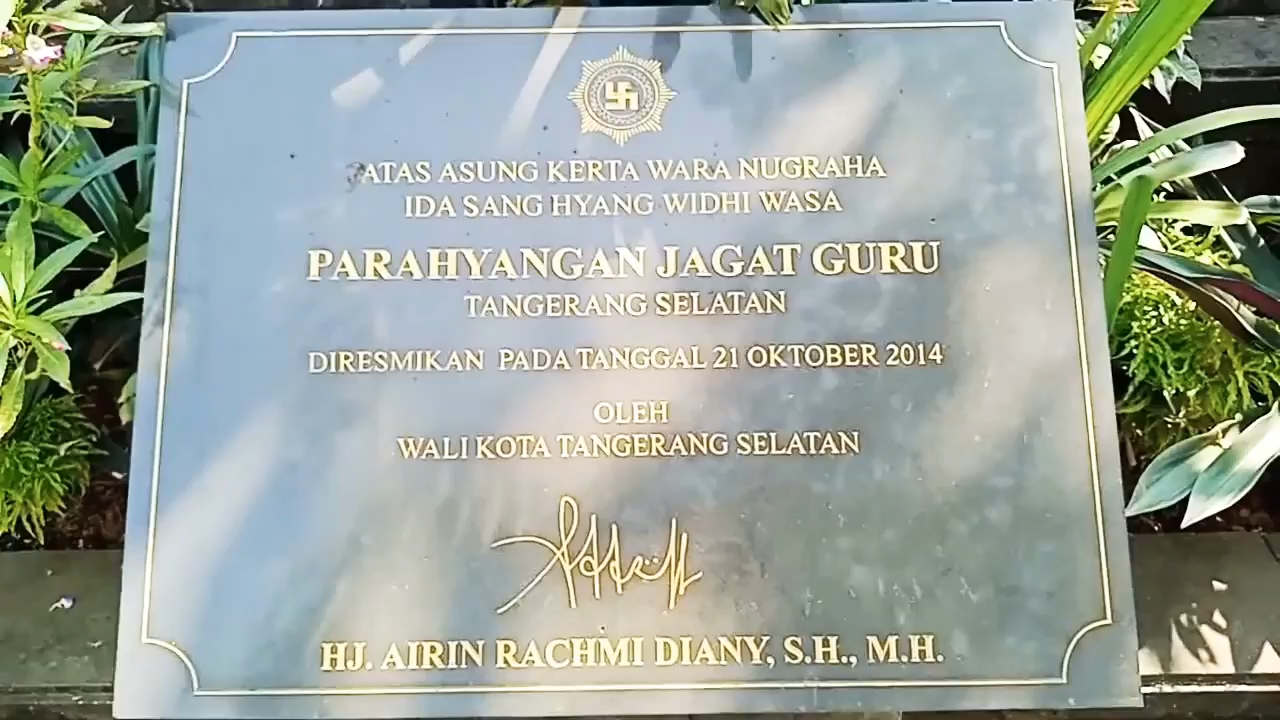 ATAS ASUNG KERTA WARA NUGRAHA
IDA SANG HYANG WIDHI WASA
PARAHYANGAN JAGAT GURU
TANGERANG SELATAN
DIRESMIKAN PADA TANGGAL 21 OKTOBER 2014
OLEH
WALI KOTA TANGERANG SELATAN
HJ. AIRIN RACHMI DIANY, S.H., M.H.